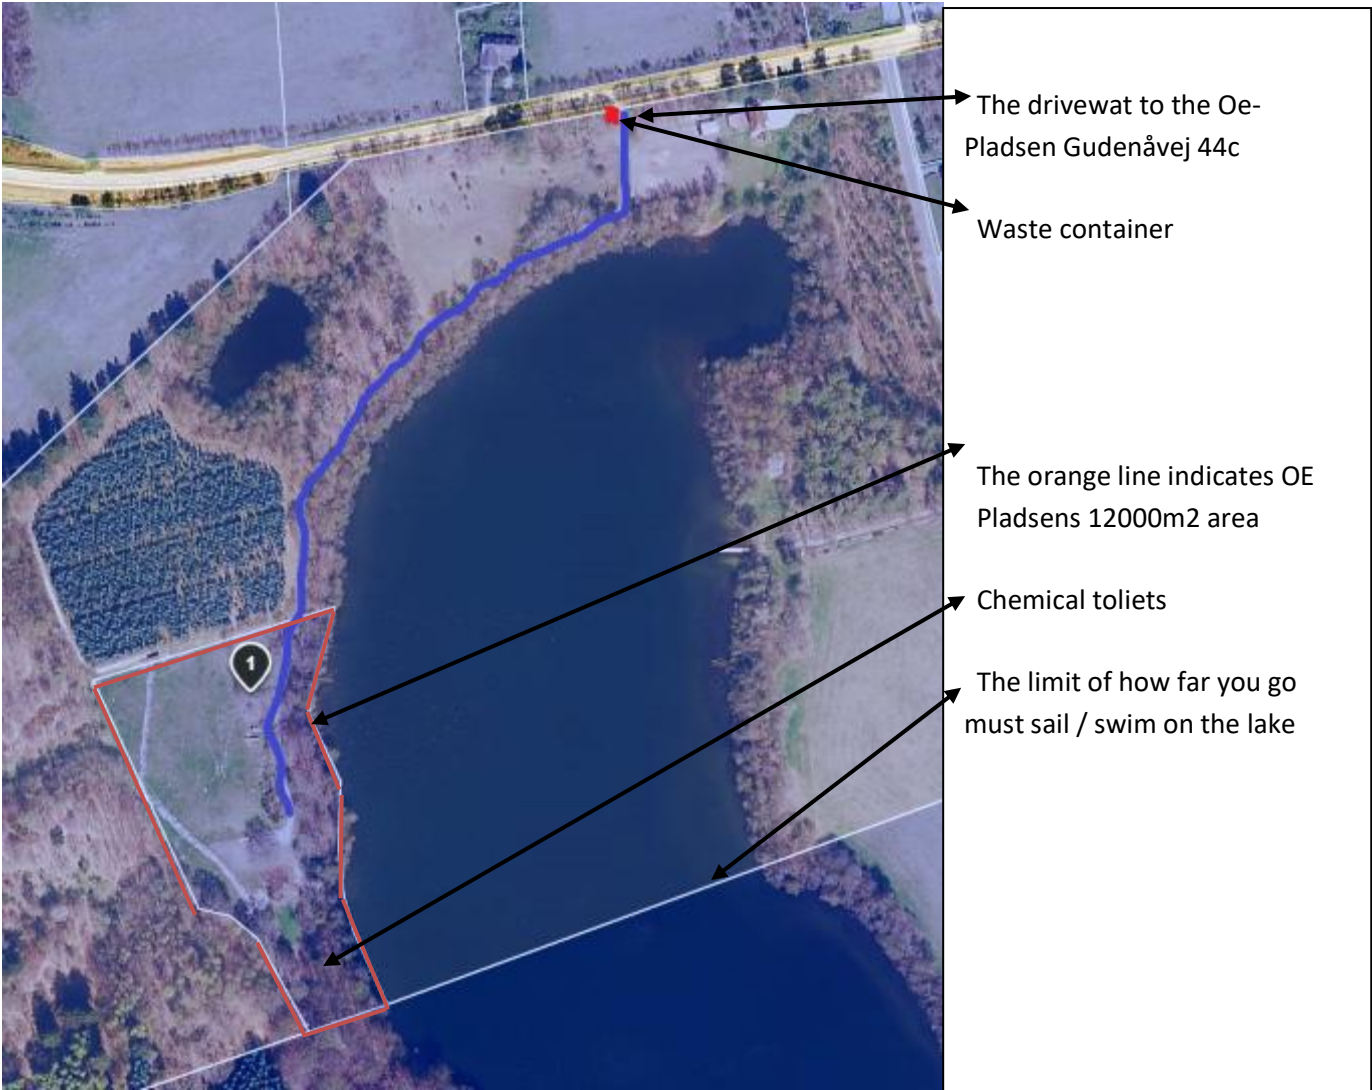 The drivewat to the Oe-
Pladsen Gudenåvej 44c
Waste container
The orange line indicates OE
Pladsens 12000m2 area
Chemical toliets
The limit of how far you go
must sail / swim on the lake
1